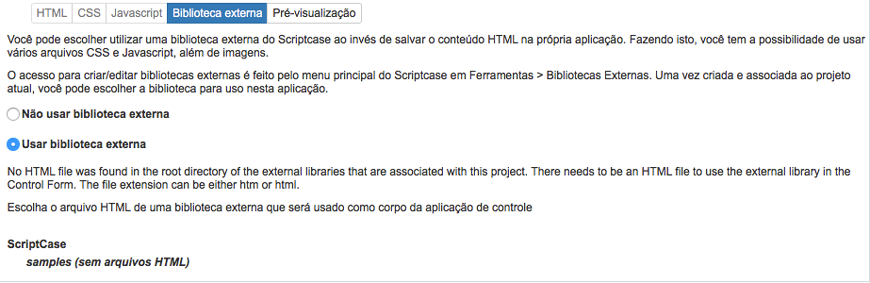 HTML CSS Javascript Biblioteca externa Pré-visualização
Você pode escolher utilizar uma biblioteca externa do Scriptcase ao invés de salvar o conteúdo HTML na própria aplicação. Fazendo isto, você tem a possibilidade de usar
vários arquivos CSS e Javascript, além de imagens.
O acesso para criar/editar bibliotecas externas é feito pelo menu principal do Scriptcase em Ferramentas > Bibliotecas Externas. Uma vez criada e associada ao projeto
atual, você pode escolher a biblioteca para uso nesta aplicação.
Não usar biblioteca externa
Usar biblioteca externa
No HTML file was found in the root directory of the external libraries that are associated with this project. There needs to be an HTML file to use the external library in the
Control Form. The file extension can be either htm or html.
Escolha o arquivo HTML de uma biblioteca externa que será usado como corpo da aplicação de controle
ScriptCase
samples (sem arquivos HTML)